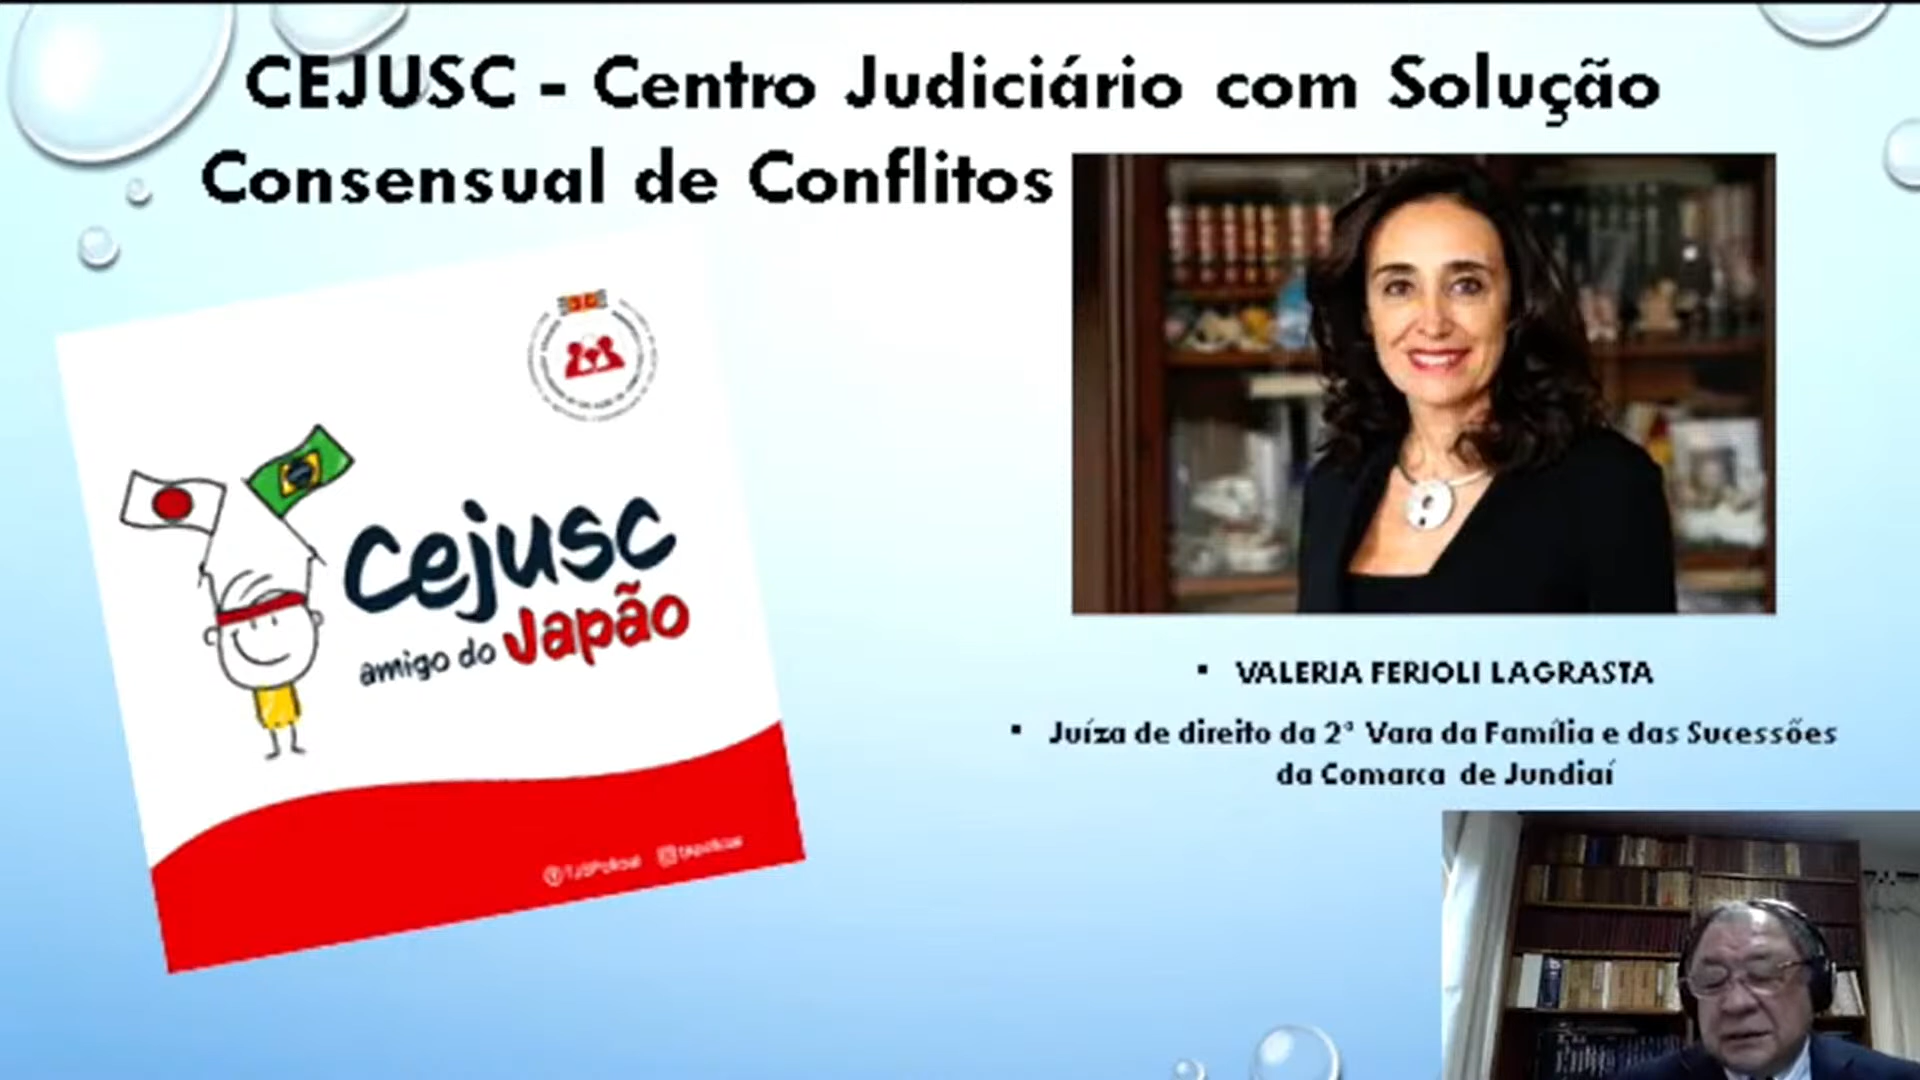 CEJUSC - Centro Judiciário com Solução
Consensual de Conflitos
cejusc
amigo do Japão
VALERIA FERIOLI LAGRASTA
Juíza de direito da 2ª Vara da Família e das Sucessões
da Comarca de Jundiaí